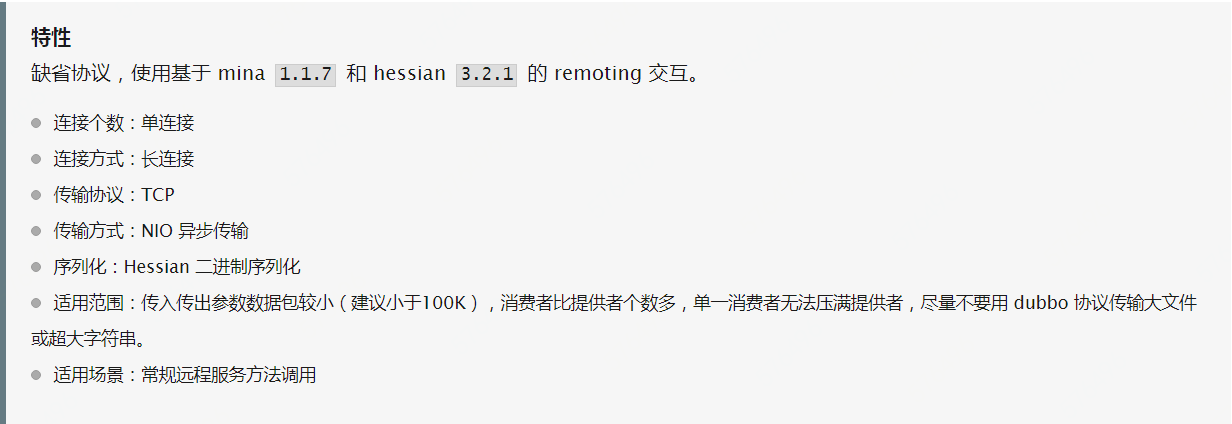 特性
缺省协议，使用基于 mina 1.1.7 和 hessian 3.2.1 的 remoting 交互。
连接个数：单连接
连接方式：长连接
传输协议：TCP
传输方式：NIO 异步传输
序列化：Hessian 二进制序列化
适用范围：传入传出参数数据包较小（建议小于100K），消费者比提供者个数多，单一消费者无法压满提供者，尽量不要用 dubbo 协议传输大文件
或超大字符串。
适用场景：常规远程服务方法调用